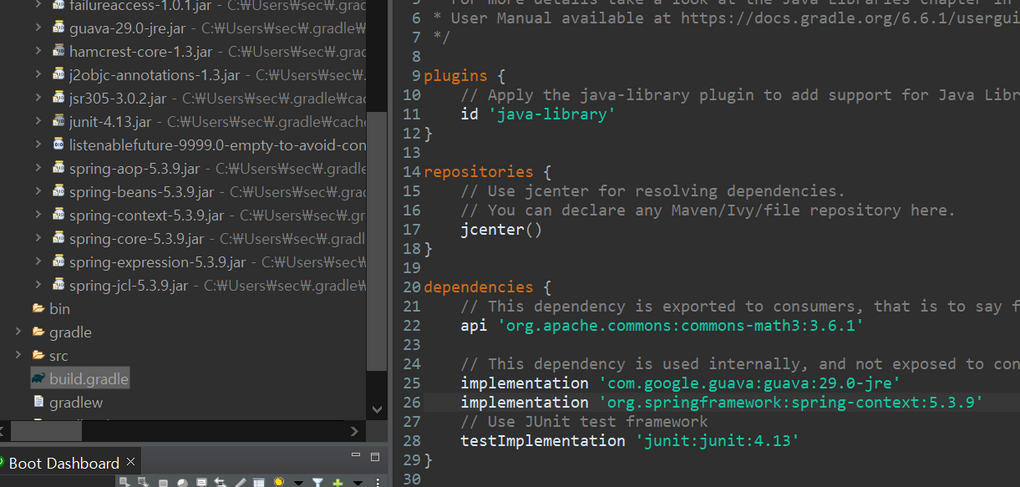 failureaccess-1.0.1.jar - C:₩Users₩sec₩.grad
guava-29.0-jre.jar - C:₩Users₩sec₩.gradle₩
hamcrest-core-1.3.jar - C:₩Users₩sec₩.grad
j2objc-annotations-1.3.jar - C:₩Users₩sec₩
jsr305-3.0.2.jar - C:₩Users₩sec₩.gradle₩cac
junit-4.13.jar - C:₩Users₩sec₩.gradle₩cache
listenablefuture-9999.0-empty-to-avoid-con
spring-aop-5.3.9.jar - C:₩Users₩sec₩.gradle
spring-beans-5.3.9.jar - C:₩Users₩sec₩.grad
spring-context-5.3.9.jar - C:₩Users₩sec₩.gr
spring-core-5.3.9.jar - C:₩Users₩sec₩.gradl
spring-expression-5.3.9.jar - C:₩Users₩sec₩
spring-jcl-5.3.9.jar - C:₩Users₩sec₩.gradle₩
bin
gradle
src
build.gradle
gradlew
Boot Dashboard
For more details take a look at the Java Libraries chapter in
6 * User Manual available at https://docs.gradle.org/6.6.1/usergui
7 */
8
9 plugins {
10 // Apply the java-library plugin to add support for Java Libr
11 id 'java-library'
12 }
13
14 repositories {
15 // Use jcenter for resolving dependencies.
16 // You can declare any Maven/Ivy/file repository here.
17 jcenter()
18 }
19
20 dependencies {
21 // This dependency is exported to consumers, that is to say f
22 api 'org.apache.commons:commons-math3:3.6.1'
23
24 // This dependency is used internally, and not exposed to con
25 implementation 'com.google.guava:guava:29.0-jre'
26 implementation 'org.springframework:spring-context:5.3.9'
27 // Use JUnit test framework
28 testImplementation 'junit:junit:4.13'
29 }
30